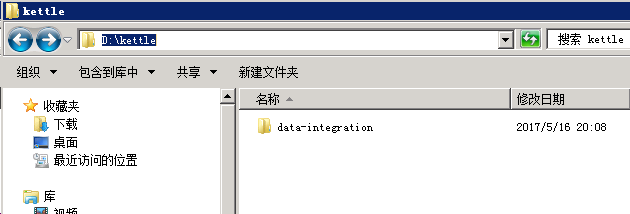 kettle
D:\kettle
搜索 kettle
组织 包含到库中 共享 新建文件夹
收藏夹
下载
桌面
最近访问的位置
库
视频
名称 修改日期
data-integration 2017/5/16 20:08